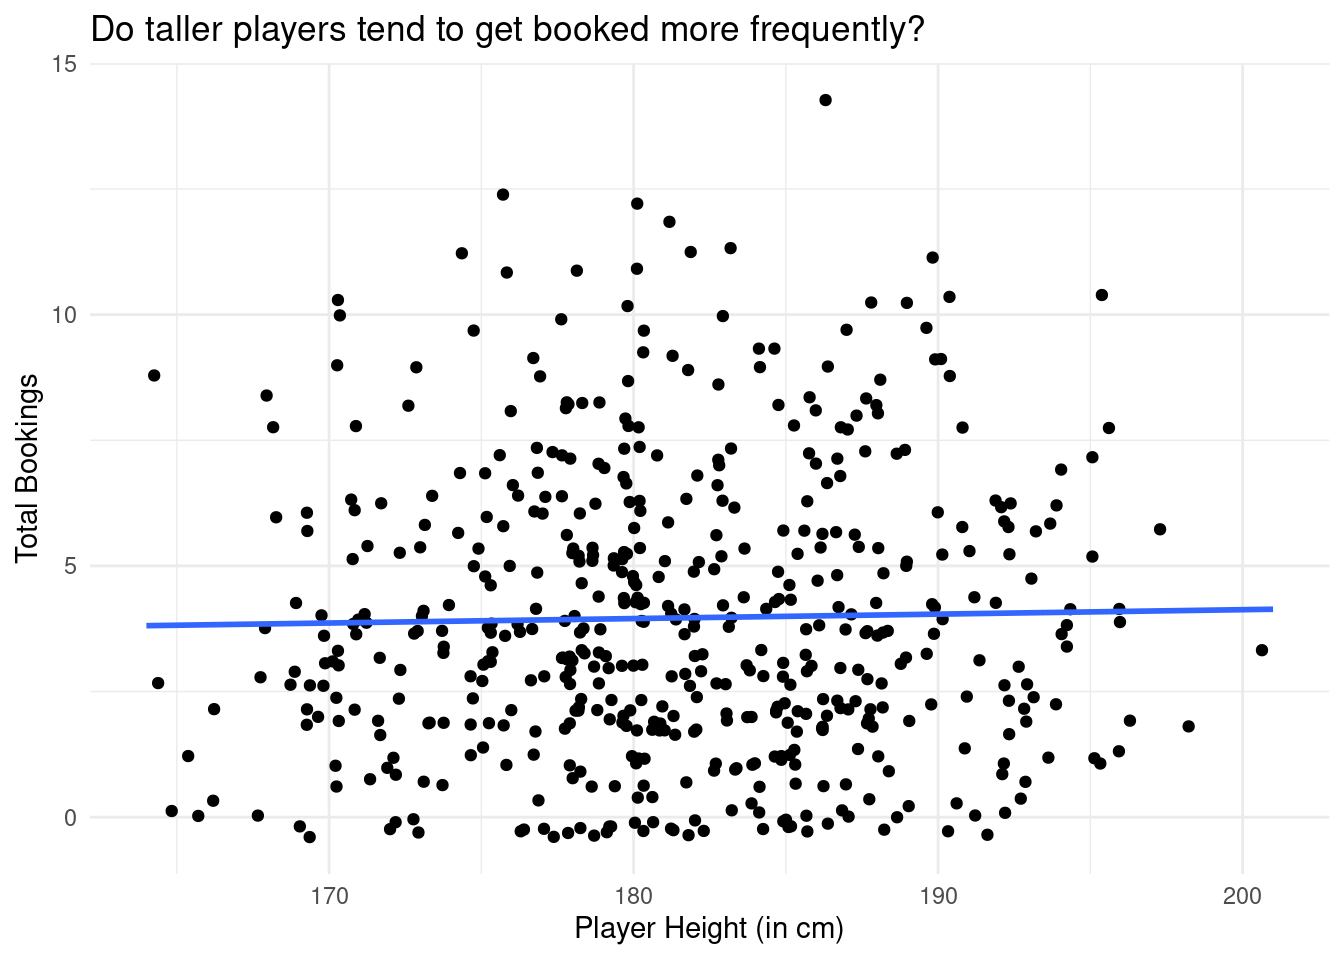 Do taller players tend to get booked more frequently?
15
10
5
0
Total Bookings
170 180 190 200
Player Height (in cm)